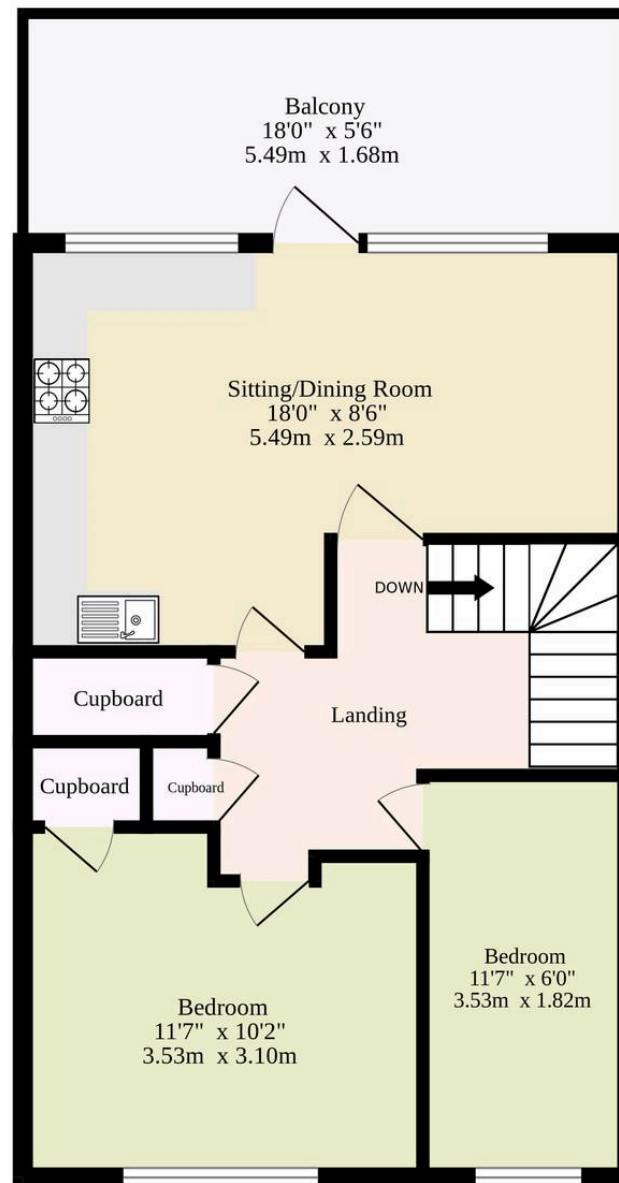 Balcony
18'0" x 5'6"
5.49m x 1.68m
Sitting/Dining Room
18'0" x 8'6"
5.49m x 2.59m
DOWN
Landing
Cupboard
Cupboard
Cupboard
Bedroom
11'7" x 6'0"
3.53m x 1.82m
Bedroom
11'7" x 10'2"
3.53m x 3.10m